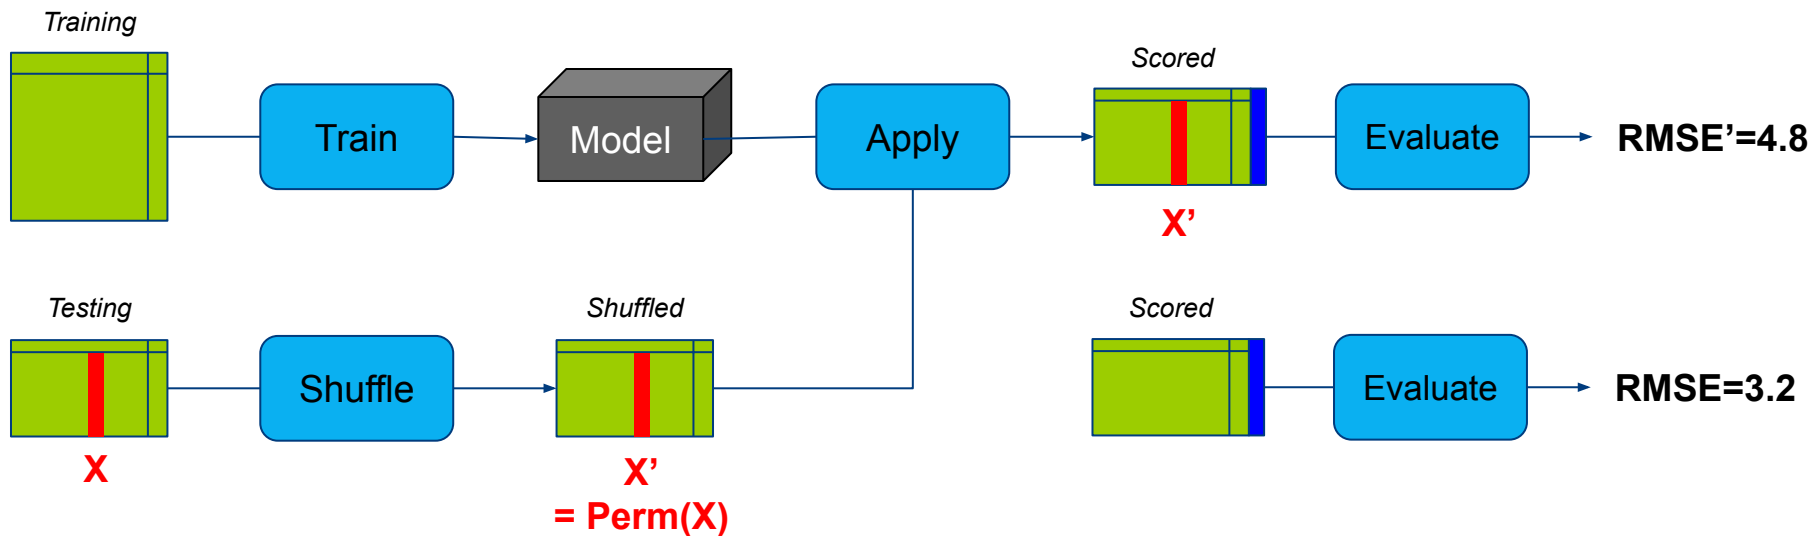 Training
Train
Model
Apply
Scored
Evaluate
RMSE’=4.8
X’
Testing
Shuffle
Shuffled
Scored
Evaluate
RMSE=3.2
X
X’
= Perm(X)